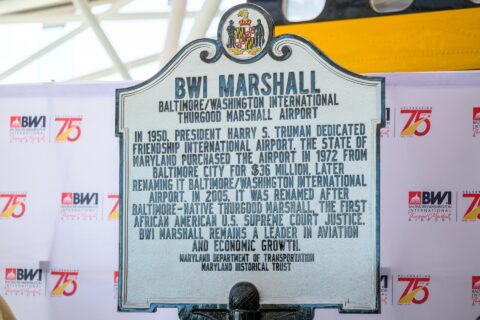 BWI MARSHALL
BALTIMORE/WASHINGTON INTERNATIONAL
THURGOOD MARSHALL AIRPORT
IN 1950, PRESIDENT HARRY S. TRUMAN DEDICATED
FRIENDSHIP INTERNATIONAL AIRPORT. THE STATE OF
MARYLAND PURCHASED THE AIRPORT IN 1972 FROM
BALTIMORE CITY FOR $36 MILLION, LATER
RENAMING IT BALTIMORE/WASHINGTON INTERNATIONAL
AIRPORT. IN 2005, IT WAS RENAMED AFTER
BALTIMORE-NATIVE THURGOOD MARSHALL, THE FIRST
AFRICAN AMERICAN U.S. SUPREME COURT JUSTICE.
BWI MARSHALL REMAINS A LEADER IN AVIATION
AND ECONOMIC GROWTH.
MARYLAND DEPARTMENT OF TRANSPORTATION
MARYLAND HISTORICAL TRUST
BWI
75
CELEBRATING
75
BWI
75
BWI
75
BWI
75
BWI
CELEBRATING
75